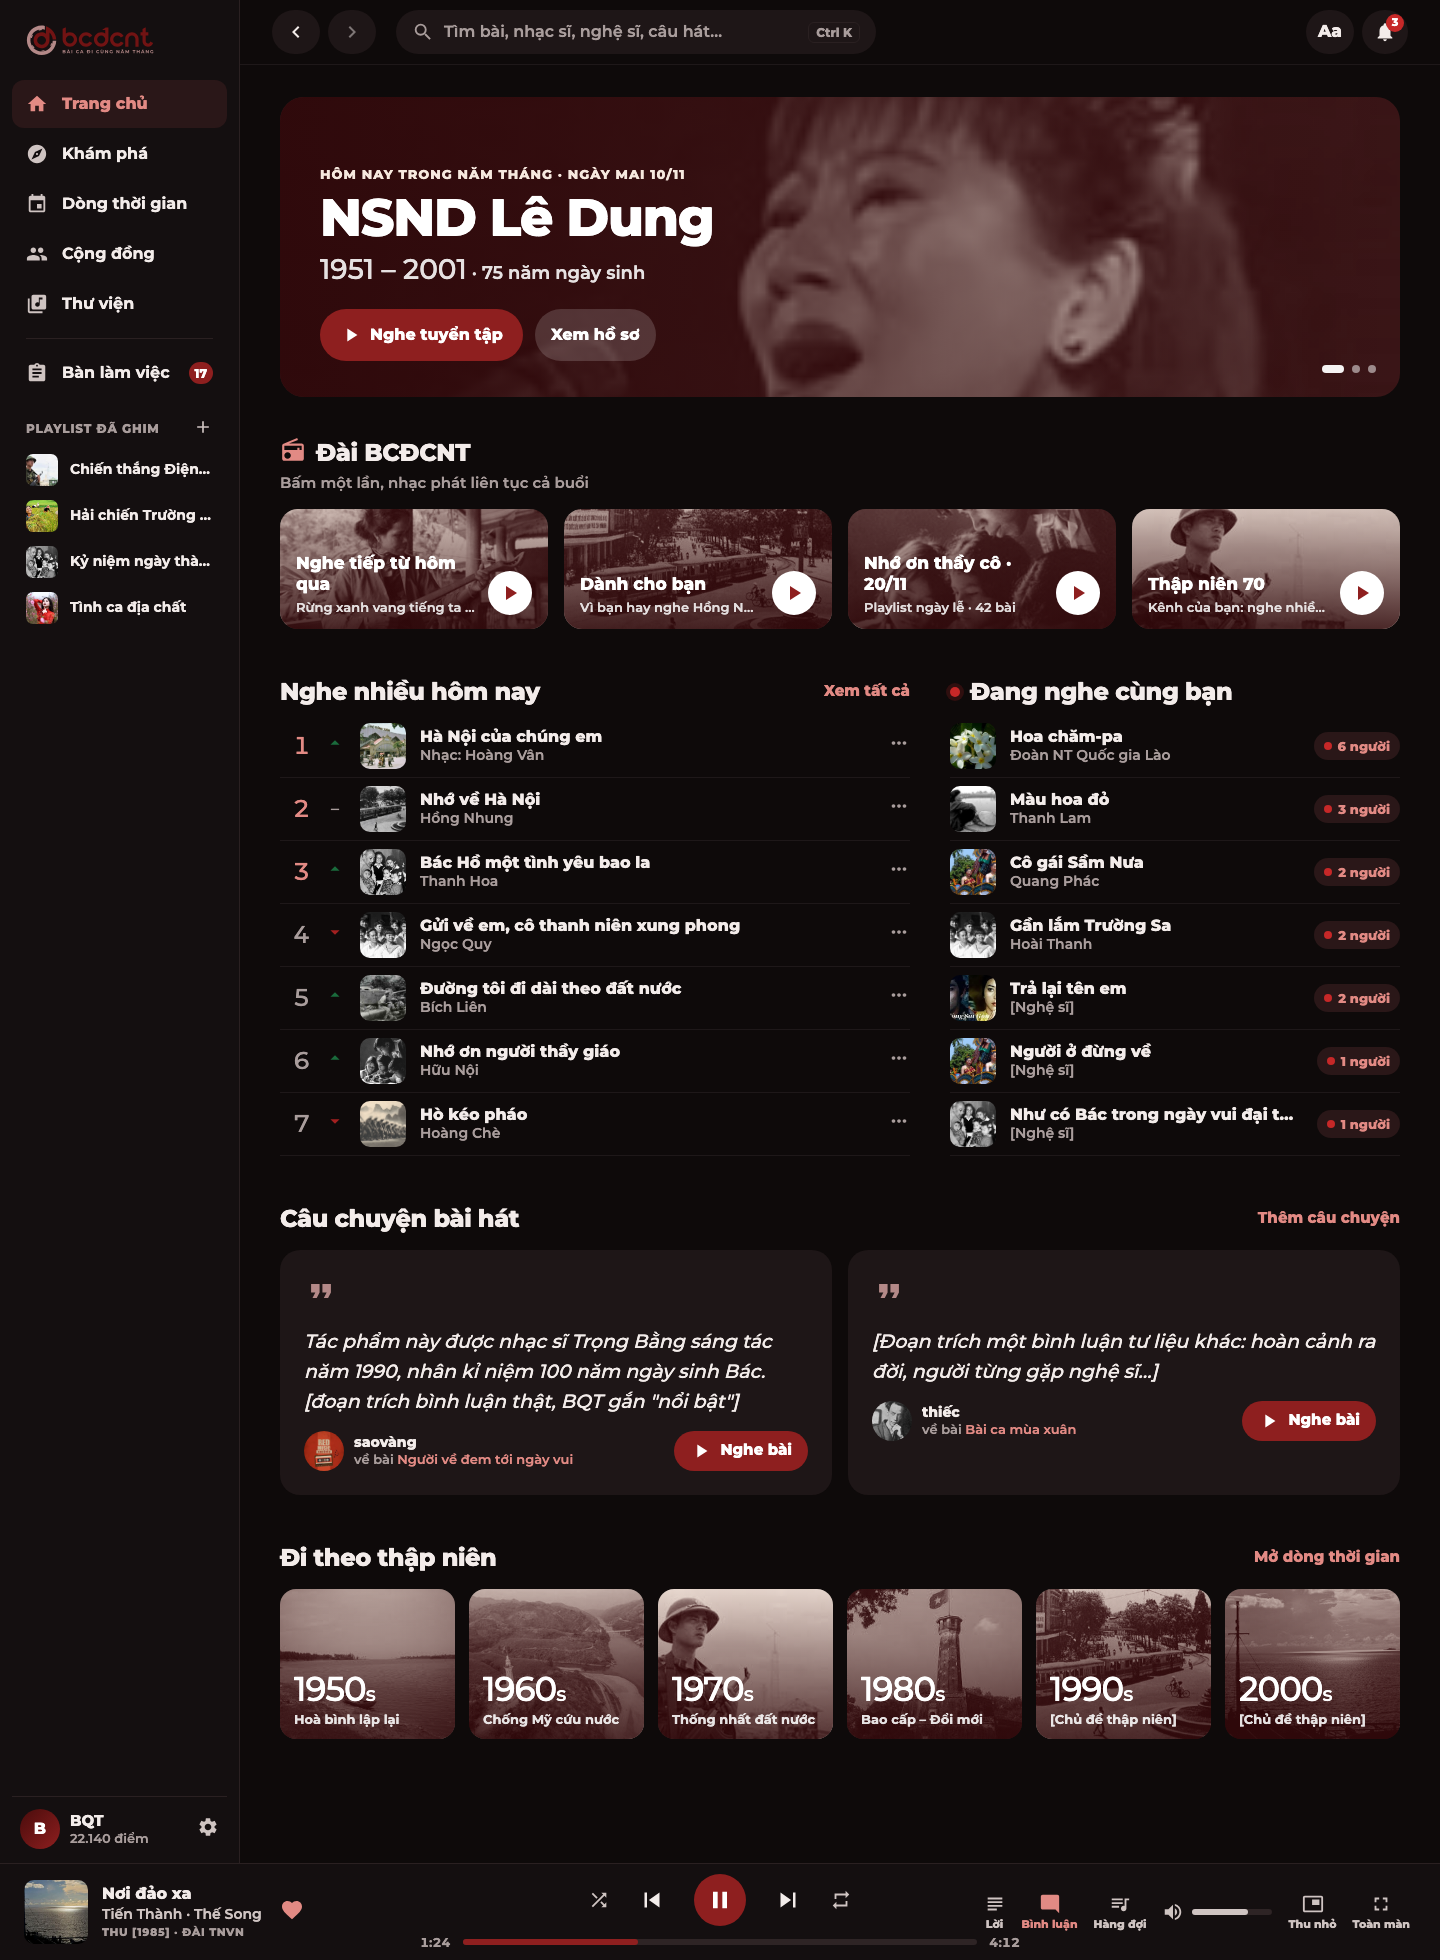 bcdcnt
BÀI CA ĐI CÙNG NĂM THÁNG
Trang chủ
Khám phá
Dòng thời gian
Cộng đồng
Thư viện
Bàn làm việc 17
PLAYLIST ĐÃ GHIM
Chiến thắng Điện...
Hải chiến Trường ...
Kỷ niệm ngày thà...
Tình ca địa chất
BQT
22.140 điểm
Tìm bài, nhạc sĩ, nghệ sĩ, câu hát...
Ctrl K
Aa
3
HÔM NAY TRONG NĂM THÁNG · NGÀY MAI 10/11
NSND Lê Dung
1951 – 2001 · 75 năm ngày sinh
Nghe tuyển tập
Xem hồ sơ
Đài BCĐCNT
Bấm một lần, nhạc phát liên tục cả buổi
Nghe tiếp từ hôm
qua
Rừng xanh vang tiếng ta ...
Dành cho bạn
Vì bạn hay nghe Hồng N...
Nhớ ơn thầy cô ·
20/11
Playlist ngày lễ · 42 bài
Thập niên 70
Kênh của bạn: nghe nhiề...
Nghe nhiều hôm nay
Xem tất cả
1
Hà Nội của chúng em
Nhạc: Hoàng Vân
2
Nhớ về Hà Nội
Hồng Nhung
3
Bác Hồ một tình yêu bao la
Thanh Hoa
4
Gửi về em, cô thanh niên xung phong
Ngọc Quy
5
Đường tôi đi dài theo đất nước
Bích Liên
6
Nhớ ơn người thầy giáo
Hữu Nội
7
Hò kéo pháo
Hoàng Chè
Đang nghe cùng bạn
Hoa chăm-pa
Đoàn NT Quốc gia Lào
6 người
Màu hoa đỏ
Thanh Lam
3 người
Cô gái Sầm Nưa
Quang Phác
2 người
Gần lắm Trường Sa
Hoài Thanh
2 người
Trả lại tên em
[Nghệ sĩ]
2 người
Người ở đừng về
[Nghệ sĩ]
1 người
Như có Bác trong ngày vui đại t...
[Nghệ sĩ]
1 người
Câu chuyện bài hát
Thêm câu chuyện
Tác phẩm này được nhạc sĩ Trọng Bằng sáng tác
năm 1990, nhân kỉ niệm 100 năm ngày sinh Bác.
[đoạn trích bình luận thật, BQT gắn "nổi bật"]
saovàng
về bài Người về đem tới ngày vui
Nghe bài
[Đoạn trích một bình luận tư liệu khác: hoàn cảnh ra
đời, người từng gặp nghệ sĩ...]
thiếc
về bài Bài ca mùa xuân
Nghe bài
Đi theo thập niên
Mở dòng thời gian
1950s
Hoà bình lập lại
1960s
Chống Mỹ cứu nước
1970s
Thống nhất đất nước
1980s
Bao cấp – Đổi mới
1990s
[Chủ đề thập niên]
2000s
[Chủ đề thập niên]
Nơi đảo xa
Tiến Thành · Thế Song
THU [1985] · ĐÀI TNVN
1:24
4:12
Lời
Bình luận
Hàng đợi
Thu nhỏ
Toàn màn